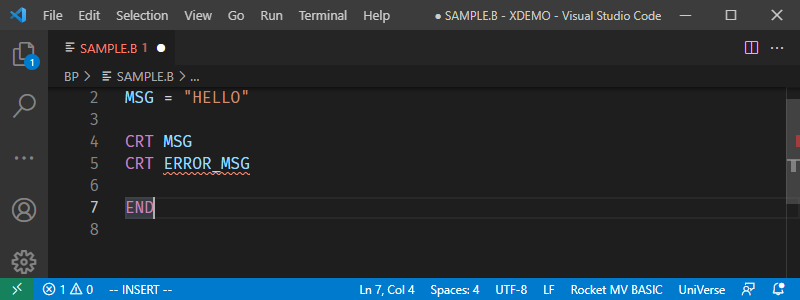 File Edit View Go Run Terminal Help ● SAMPLE.B - XDEMO - Visual Studio Code
SAMPLE.B 1 ●
BP > SAMPLE.B > ...
2 MSG = "HELLO"
3
4 CRT MSG
5 CRT ERROR_MSG
6
7 END
8
1
1 0 -- INSERT -- Ln 7, Col 4 Spaces: 4 UTF-8 LF Rocket MV BASIC UniVerse